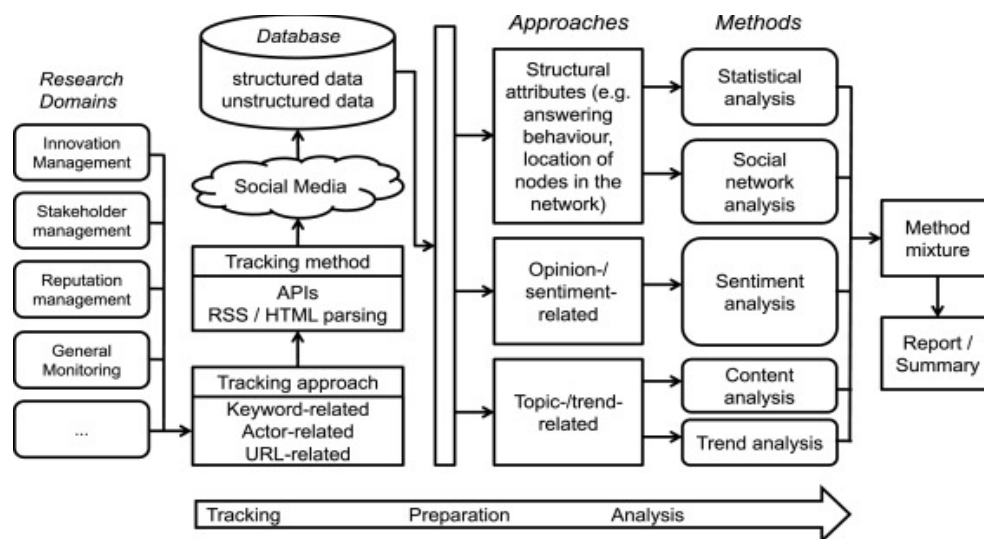 Research
Domains
Innovation
Management
Stakeholder
management
Reputation
management
General
Monitoring
...
Database
structured data
unstructured data
Social Media
Tracking method
APIs
RSS / HTML parsing
Tracking approach
Keyword-related
Actor-related
URL-related
Approaches
Structural
attributes (e.g.
answering
behaviour,
location of
nodes in the
network)
Opinion-/
sentiment-
related
Topic-/trend-
related
Methods
Statistical
analysis
Social
network
analysis
Sentiment
analysis
Content
analysis
Trend analysis
Method
mixture
Report /
Summary
Tracking
Preparation
Analysis